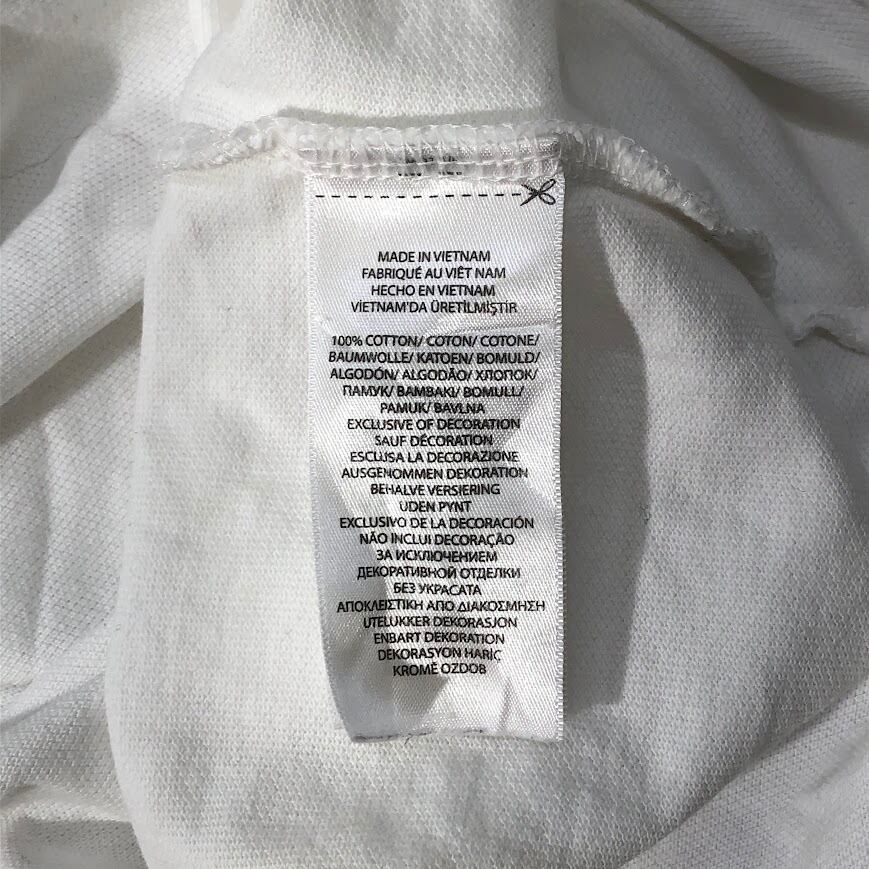 MADE IN VIETNAM
FABRIQUÉ AU VIÊT NAM
HECHO EN VIETNAM
VİETNAM'DA ÜRETİLMİŞTİR
100% COTTON/ COTON/ COTONE/
BAUMWOLLE/ KATOEN/ BOMULD/
ALGODÓN/ ALGODÃO/ ХЛОПОК/
ПАМУК/ ΒΑΜΒΑΚΙ/ BOMULL/
PAMUK/ BAVLNA
EXCLUSIVE OF DECORATION
SAUF DÉCORATION
ESCLUSA LA DECORAZIONE
AUSGENOMMEN DEKORATION
BEHALVE VERSIERING
UDEN PYNT
EXCLUSIVO DE LA DECORACIÓN
NÃO INCLUI DECORAÇÃO
ЗА ИСКЛЮЧЕНИЕМ
ДЕКОРАТИВНОЙ ОТДЕЛКИ
БЕЗ УКРАСАТА
ΑΠΟΚΛΕΙΣΤΙΚΗ ΑΠΟ ΔΙΑΚΟΣΜΗΣΗ
UTELUKKER DEKORASJON
ENBART DEKORATION
DEKORASYON HARİÇ
KROMĚ OZDOB